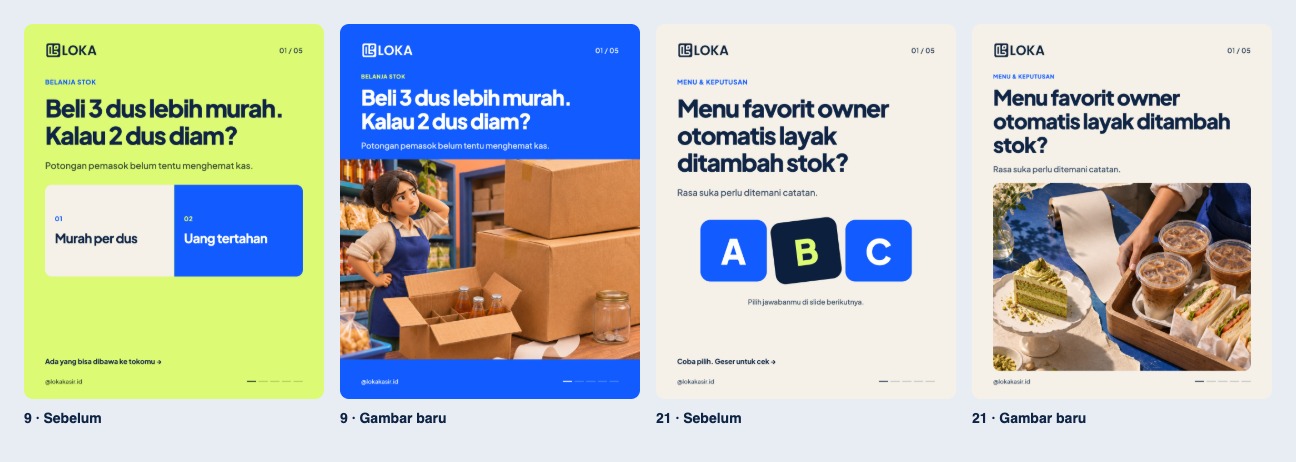 LOKA
01 / 05
BELANJA STOK
Beli 3 dus lebih murah.
Kalau 2 dus diam?
Potongan pemasok belum tentu menghemat kas.
01
Murah per dus
02
Uang tertahan
Ada yang bisa dibawa ke tokomu →
@lokakasir.id
9 · Sebelum
LOKA
01 / 05
BELANJA STOK
Beli 3 dus lebih murah.
Kalau 2 dus diam?
Potongan pemasok belum tentu menghemat kas.
@lokakasir.id
9 · Gambar baru
LOKA
01 / 05
MENU & KEPUTUSAN
Menu favorit owner
otomatis layak
ditambah stok?
Rasa suka perlu ditemani catatan.
A B C
Pilih jawabanmu di slide berikutnya.
Coba pilih. Geser untuk cek →
@lokakasir.id
21 · Sebelum
LOKA
01 / 05
MENU & KEPUTUSAN
Menu favorit owner
otomatis layak ditambah
stok?
Rasa suka perlu ditemani catatan.
@lokakasir.id
21 · Gambar baru